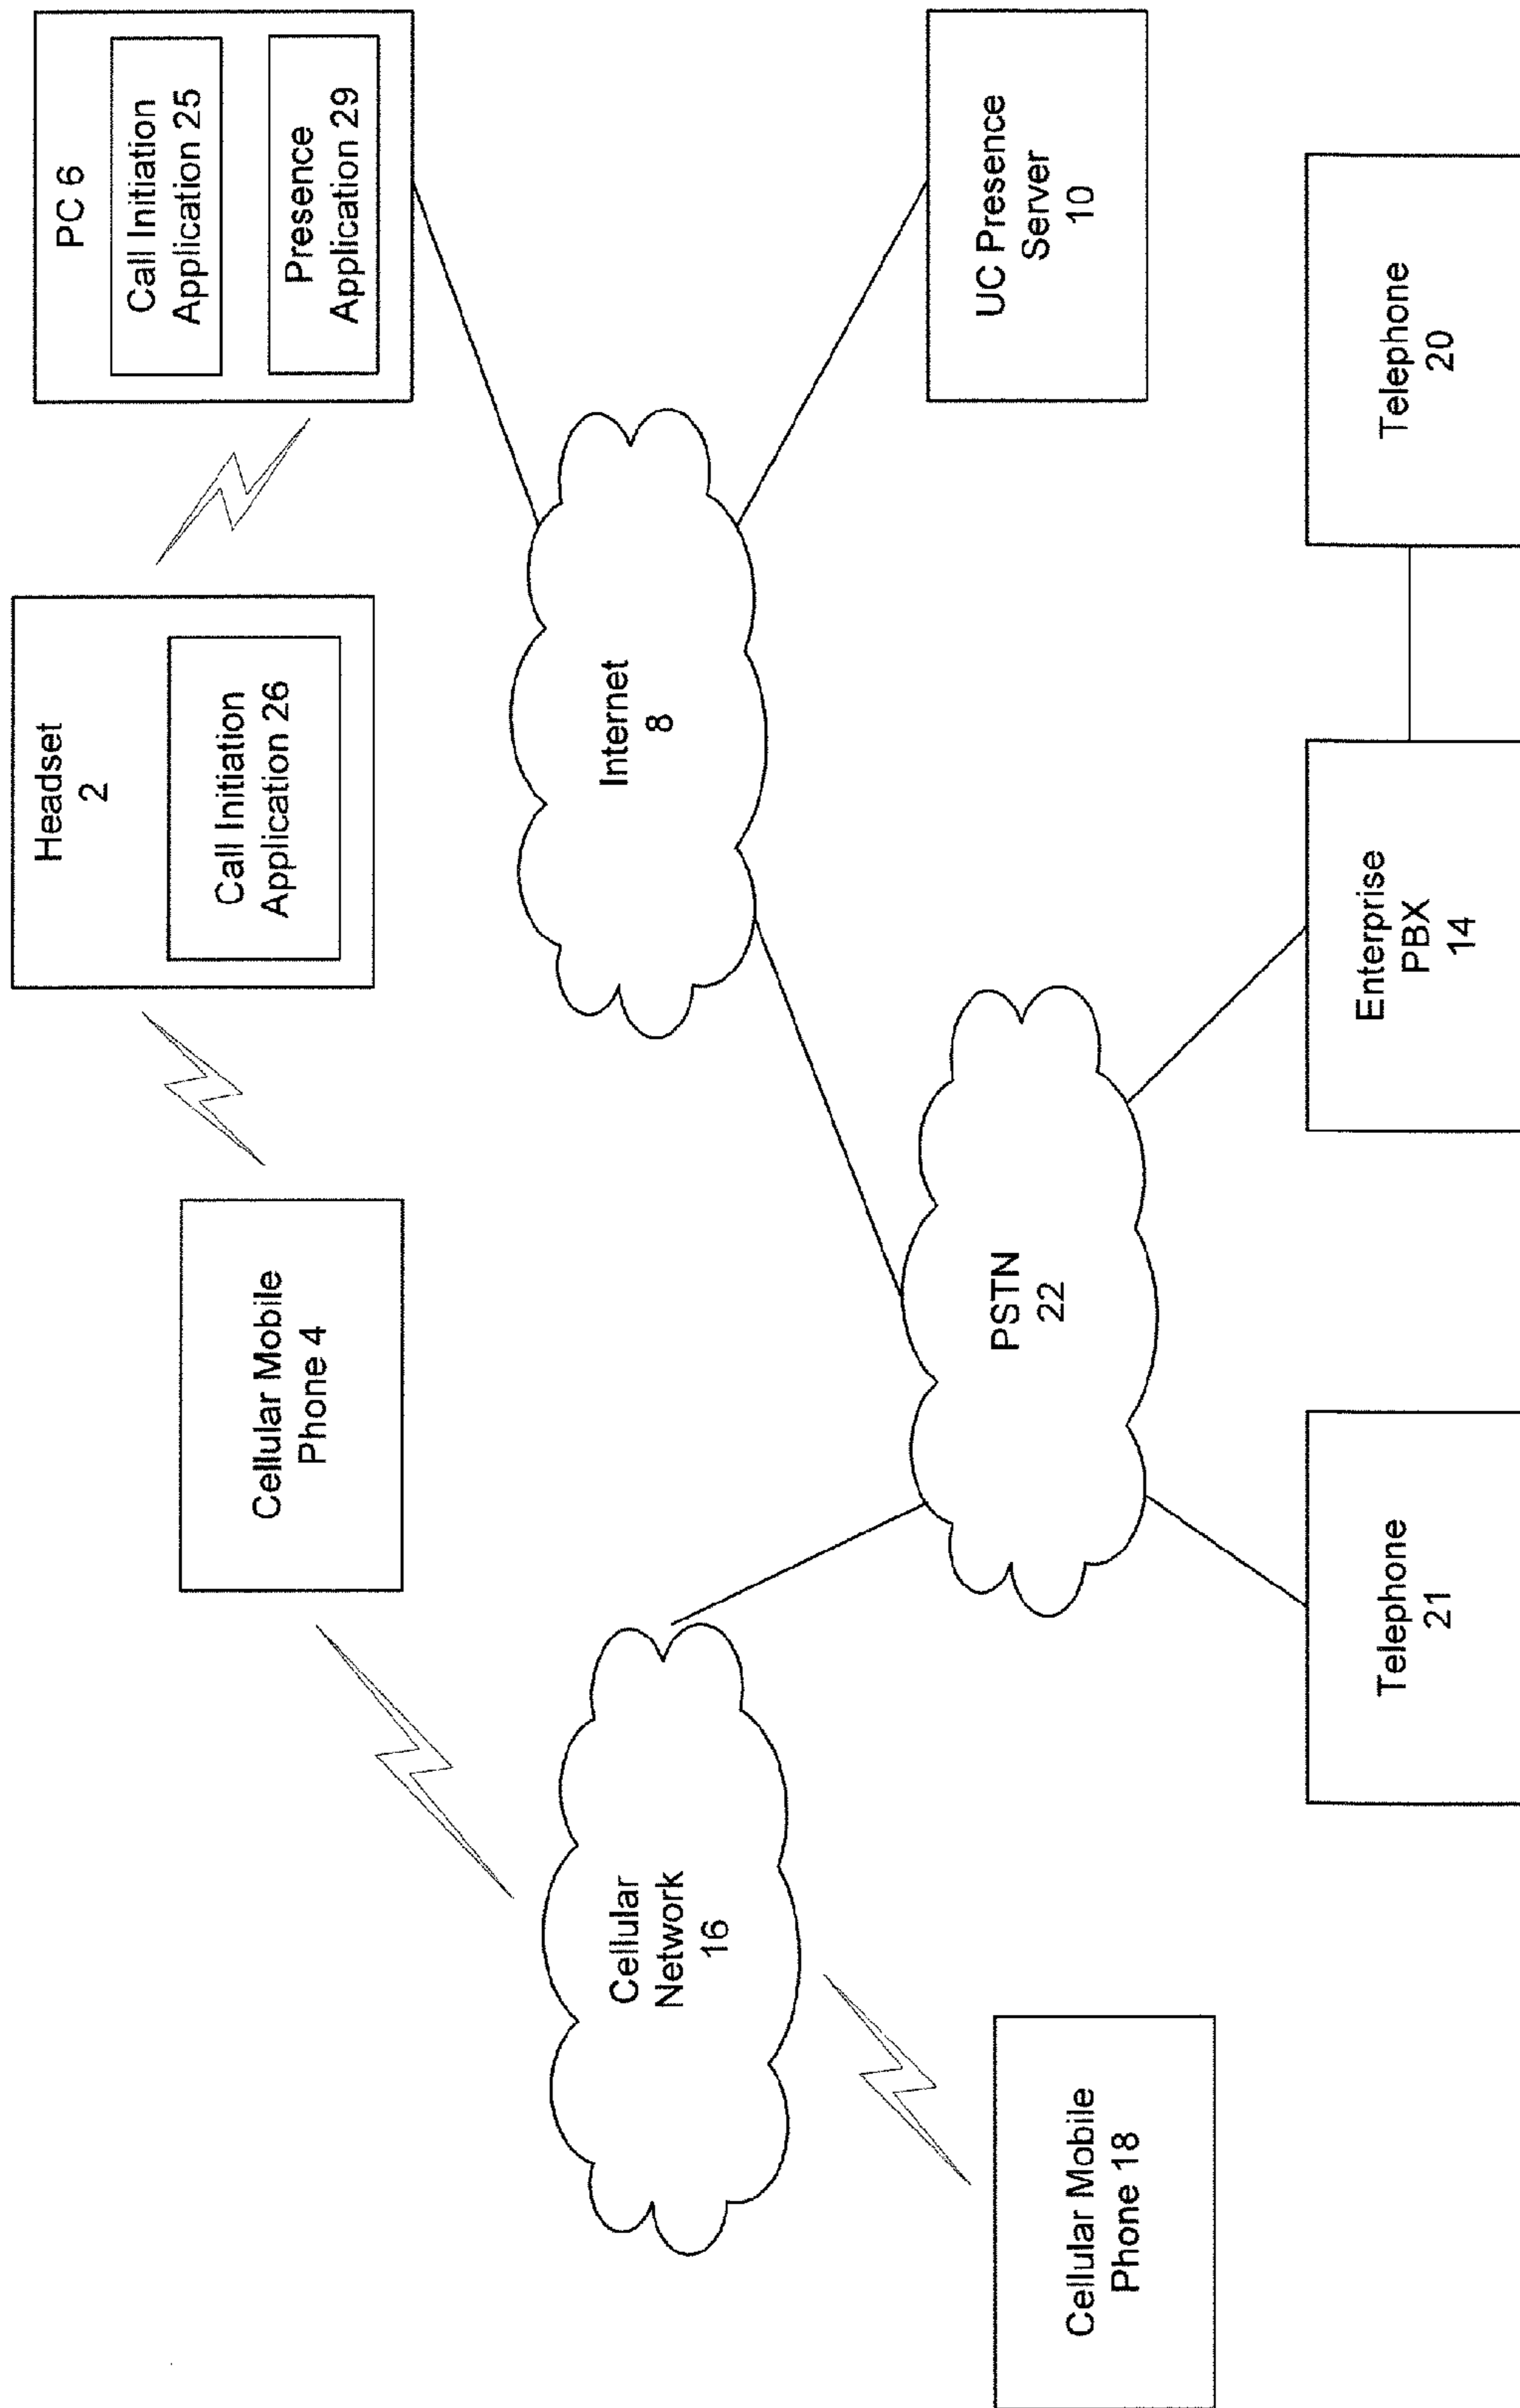 PC 6
Call Initiation
Application 25
Presence
Application 29
Headset
2
Call Initiation
Application 26
Cellular Mobile
Phone 4
Internet
8
UC Presence
Server
10
Cellular
Network
16
PSTN
22
Cellular Mobile
Phone 18
Telephone
21
Enterprise
PBX
14
Telephone
20